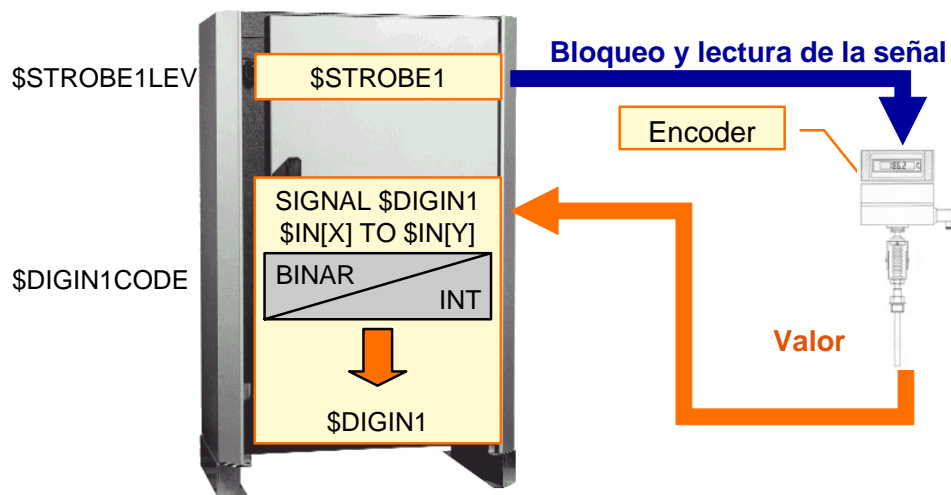 Bloqueo y lectura de la señal
$STROBE1LEV
$STROBE1
Encoder
SIGNAL $DIGIN1
$IN[X] TO $IN[Y]
$DIGIN1CODE
BINAR
INT
Valor
$DIGIN1